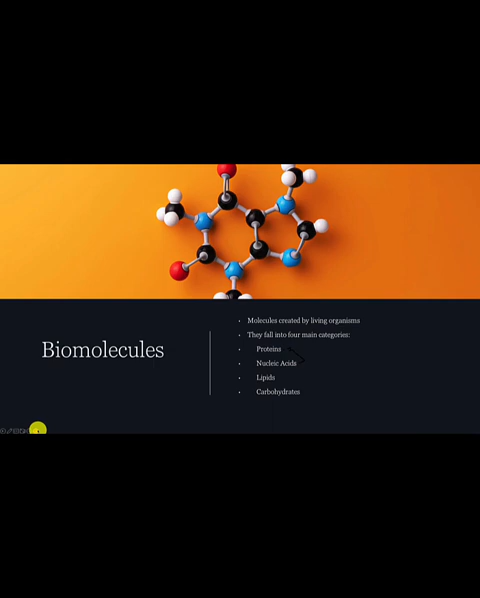 Biomolecules
Molecules created by living organisms
They fall into four main categories:
Proteins
Nucleic Acids
Lipids
Carbohydrates